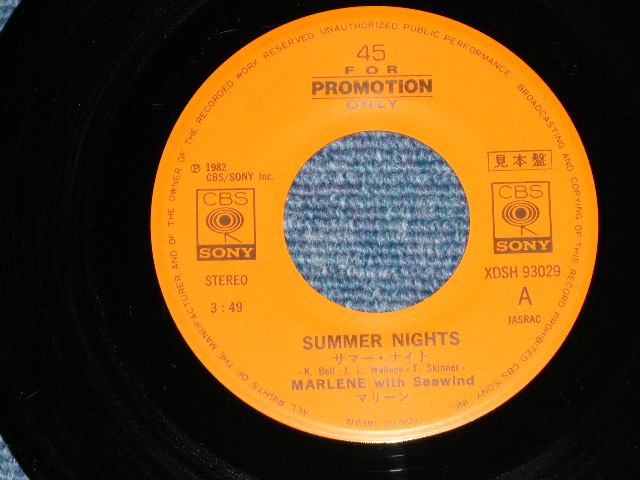 ALL RIGHTS OF THE MANUFACTURER AND OF THE OWNER OF THE RECORDED WORK RESERVED UNAUTHORIZED PUBLIC PERFORMANCE, BROADCASTING AND COPYING OF THIS RECORD PROHIBITED CBS/SONY INC. TOKYO JAPAN
45
FOR
PROMOTION
ONLY
Ⓟ 1982
CBS/SONY Inc.
見本盤
CBS
SONY
CBS
SONY
STEREO
3:49
XDSH 93029
A
JASRAC
SUMMER NIGHTS
サマー・ナイト
- K. Bell - J. L. Wallace - T. Skinner -
MARLENE with Seawind
マリーン